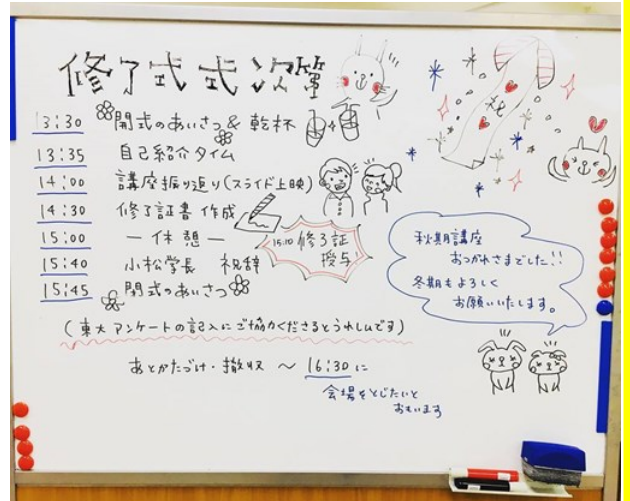 修了式 式次第
13:30 開式のあいさつ & 乾杯
13:35 自己紹介タイム
14:00 講座振り返り(スライド上映)
14:30 修了証書 作成
15:00 ー休憩ー
15:10 修了証授与!
15:40 小松学長 祝辞
15:45 閉式のあいさつ
(東大アンケートの記入にご協力くださるとうれしいです)
あとかたづけ・撤収 〜 16:30に
会場をとじたいと
おもいます
祝
秋期講座
おつかれさまでした!!
冬期もよろしく
お願いいたします。